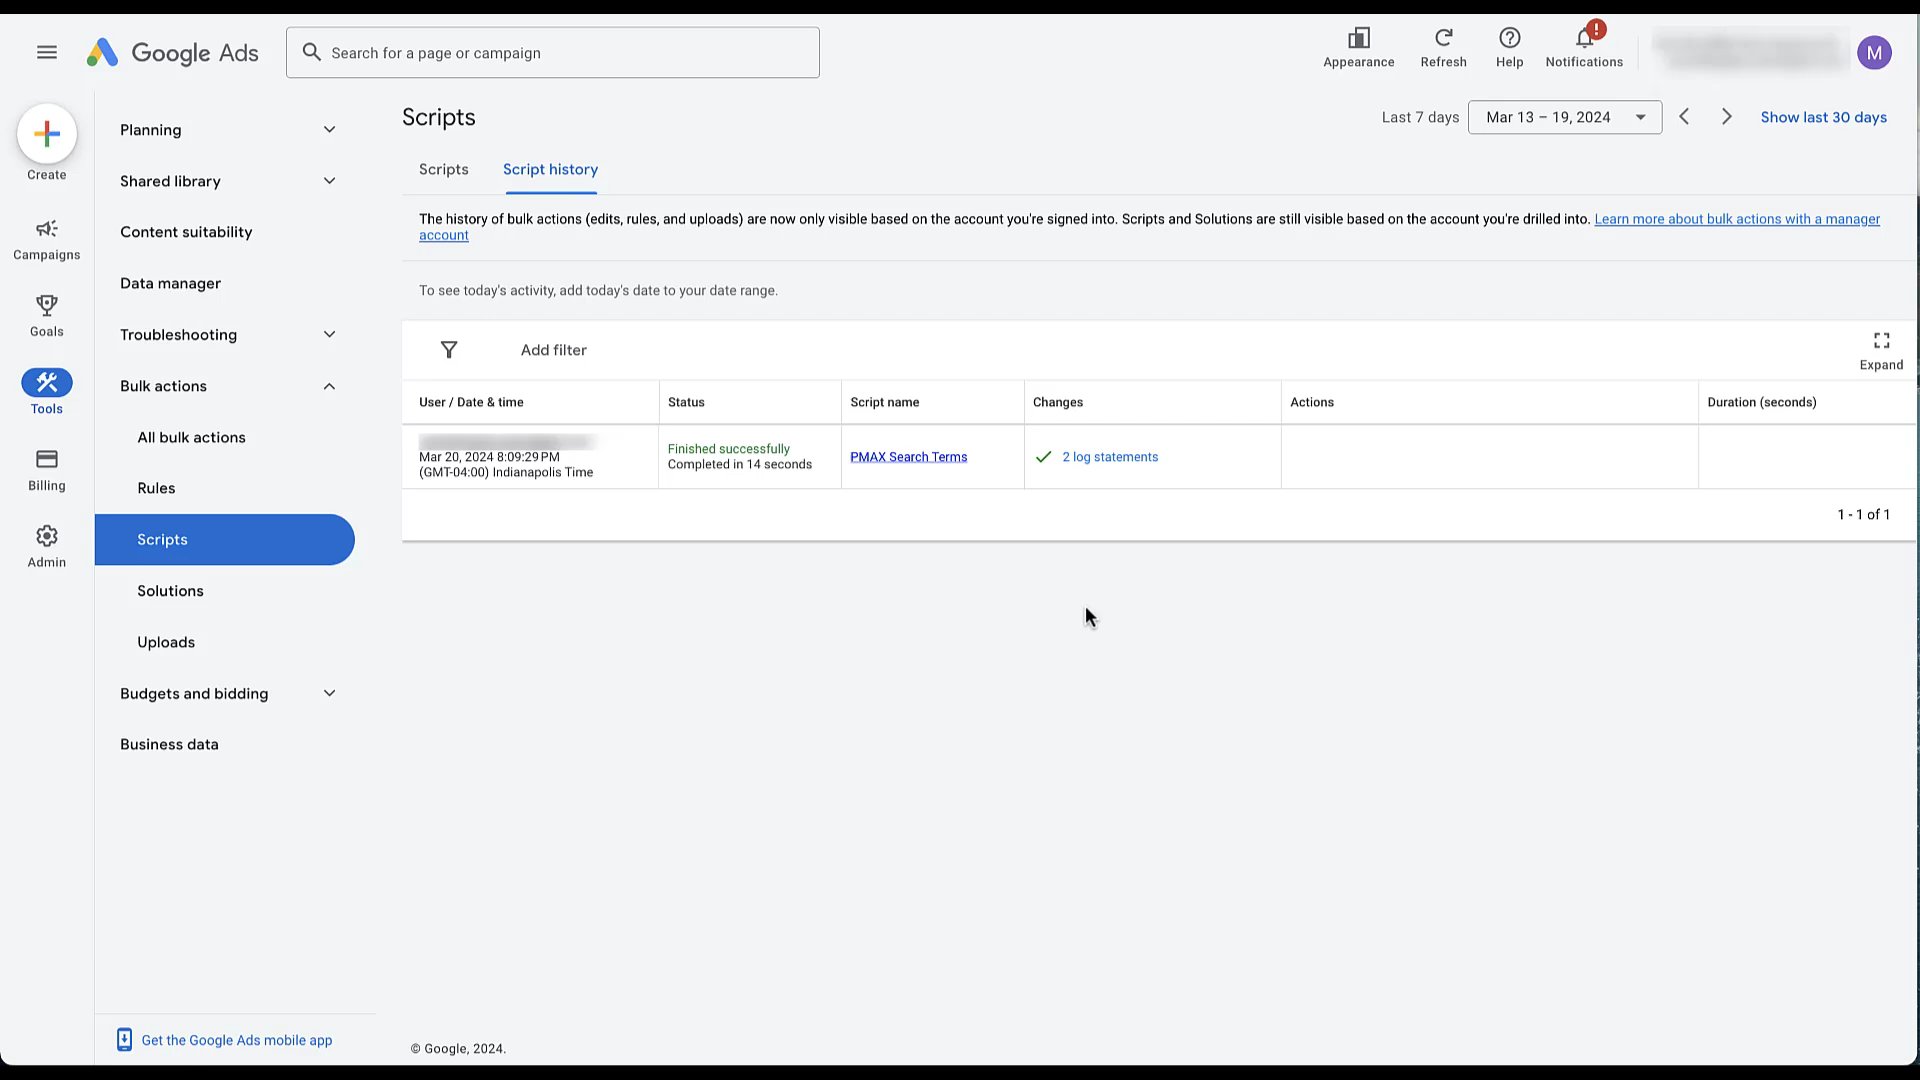 Google Ads
Search for a page or campaign
Appearance
Refresh
Help
!
Notifications
M
Create
Campaigns
Goals
Tools
Billing
Admin
Planning
Shared library
Content suitability
Data manager
Troubleshooting
Bulk actions
All bulk actions
Rules
Scripts
Solutions
Uploads
Budgets and bidding
Business data
Get the Google Ads mobile app
Scripts
Last 7 days
Mar 13 – 19, 2024
Show last 30 days
Scripts
Script history
The history of bulk actions (edits, rules, and uploads) are now only visible based on the account you're signed into. Scripts and Solutions are still visible based on the account you're drilled into. Learn more about bulk actions with a manager
account
To see today's activity, add today's date to your date range.
Add filter
Expand
User / Date & time
Status
Script name
Changes
Actions
Duration (seconds)
Mar 20, 2024 8:09:29 PM
(GMT-04:00) Indianapolis Time
Finished successfully
Completed in 14 seconds
PMAX Search Terms
2 log statements
1 - 1 of 1
© Google, 2024.